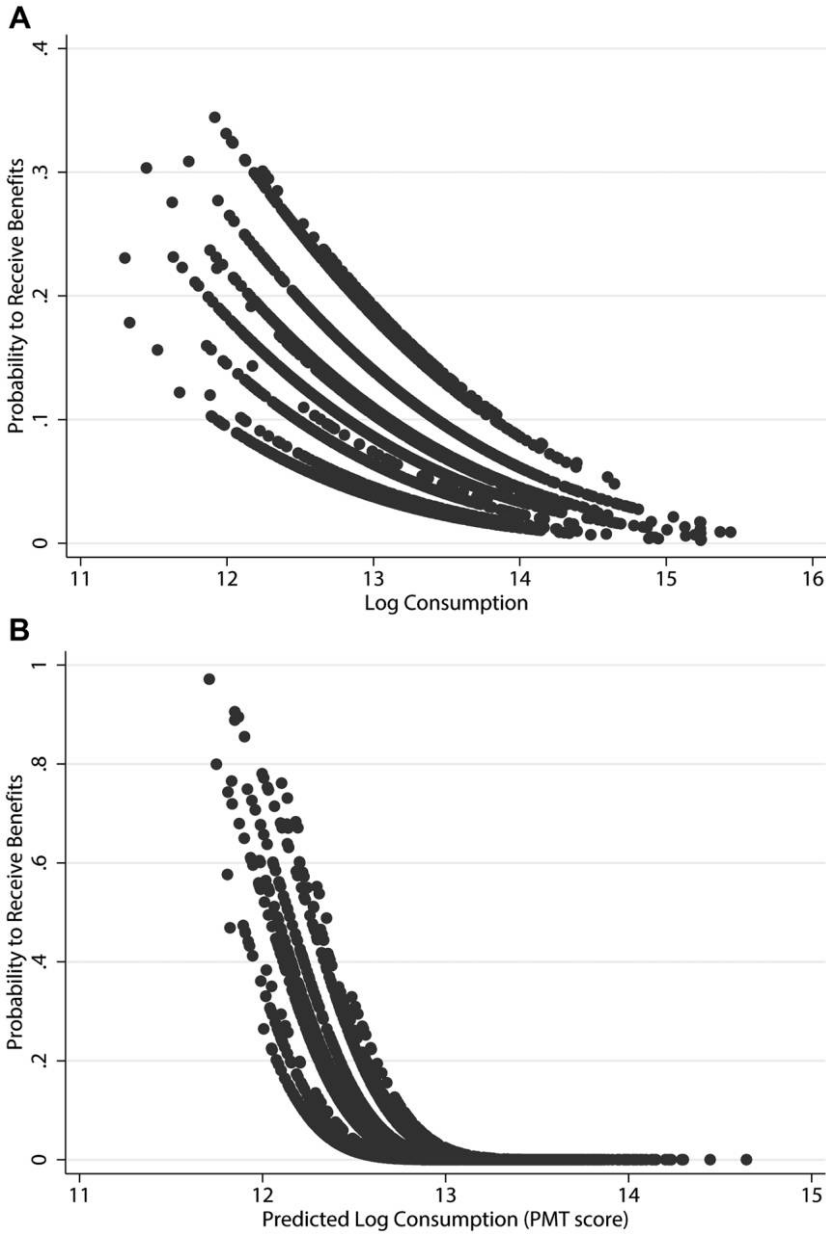 A
.4
.3
.2
.1
0
Probability to Receive Benefits
11 12 13 14 15 16
Log Consumption
B
1
.8
.6
.4
.2
0
Probability to Receive Benefits
11 12 13 14 15
Predicted Log Consumption (PMT score)